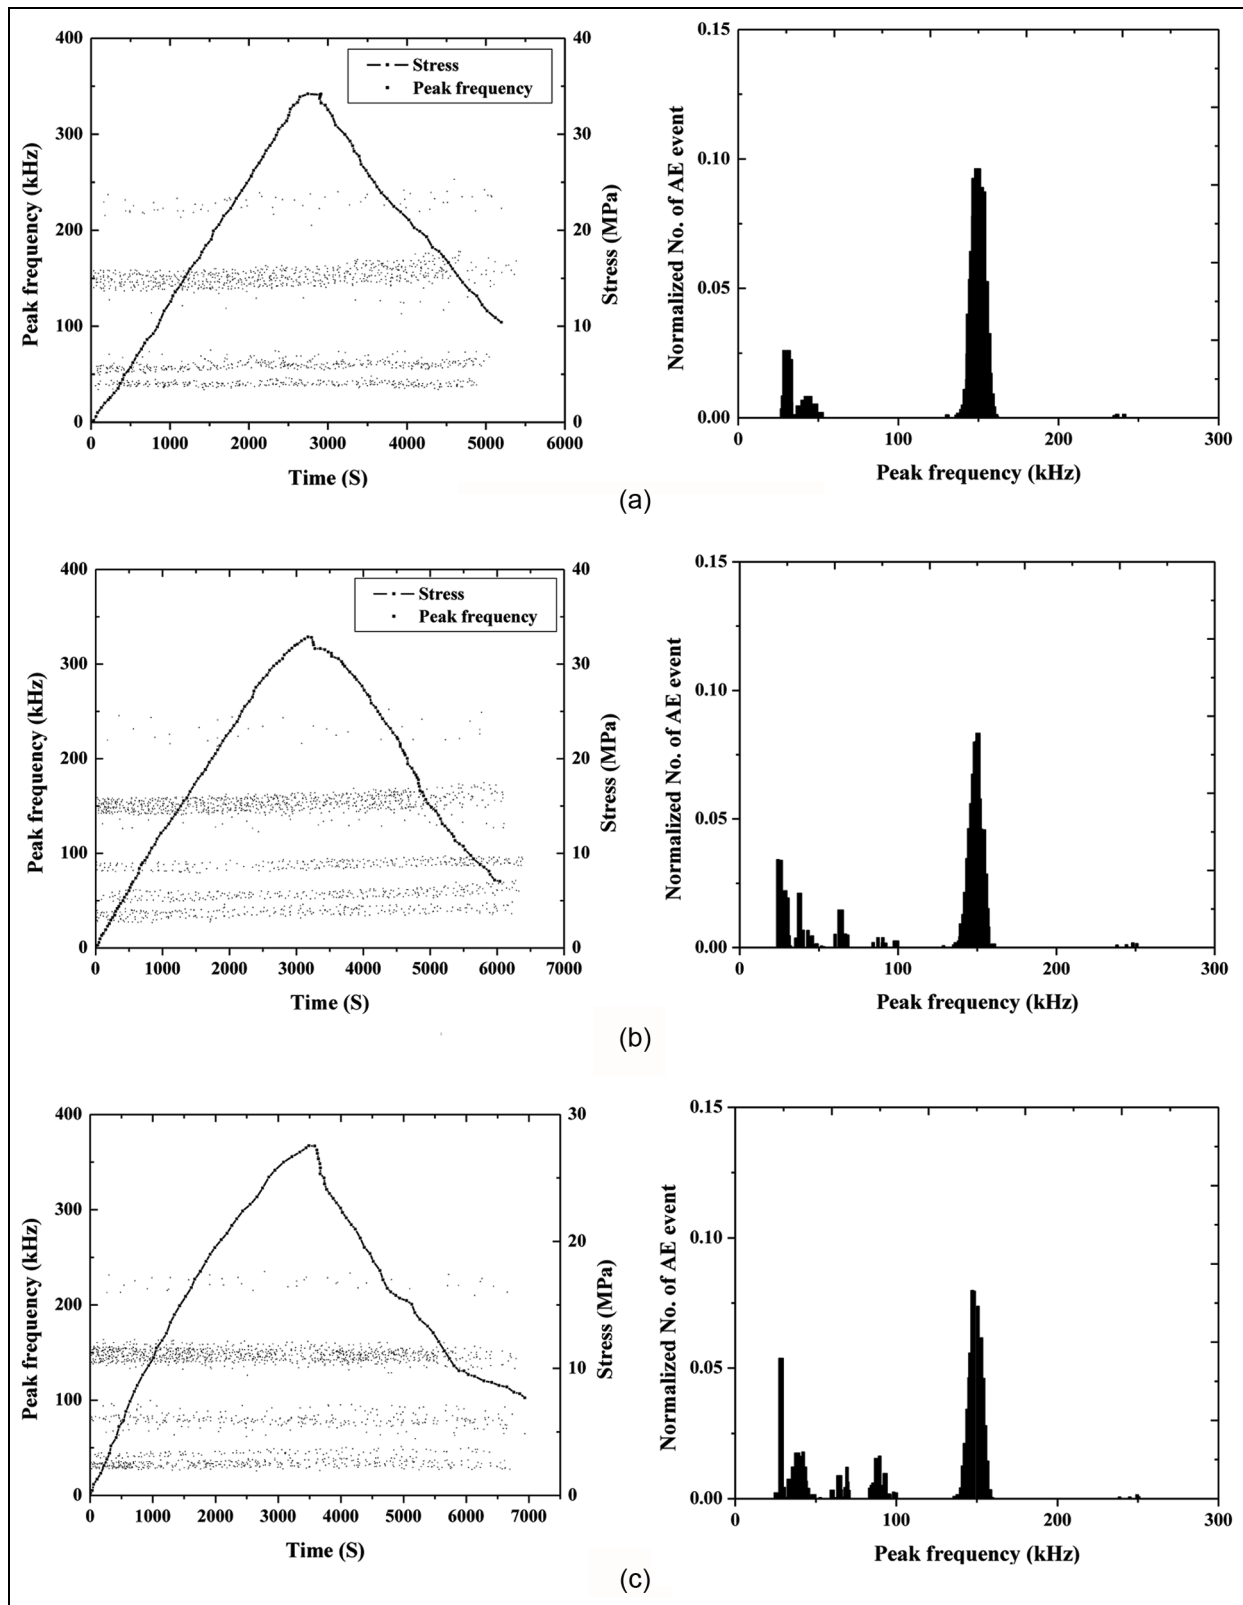 400
300
200
100
0
Peak frequency (kHz)
40
30
20
10
0
Stress (MPa)
Stress
Peak frequency
0 1000 2000 3000 4000 5000 6000
Time (S)
0.15
0.10
0.05
0.00
Normalized No. of AE event
0 100 200 300
Peak frequency (kHz)
(a)
400
300
200
100
0
Peak frequency (kHz)
40
30
20
10
0
Stress (MPa)
Stress
Peak frequency
0 1000 2000 3000 4000 5000 6000 7000
Time (S)
0.15
0.10
0.05
0.00
Normalized No. of AE event
0 100 200 300
Peak frequency (kHz)
(b)
400
300
200
100
0
Peak frequency (kHz)
30
20
10
0
Stress (MPa)
0 1000 2000 3000 4000 5000 6000 7000
Time (S)
0.15
0.10
0.05
0.00
Normalized No. of AE event
0 100 200 300
Peak frequency (kHz)
(c)